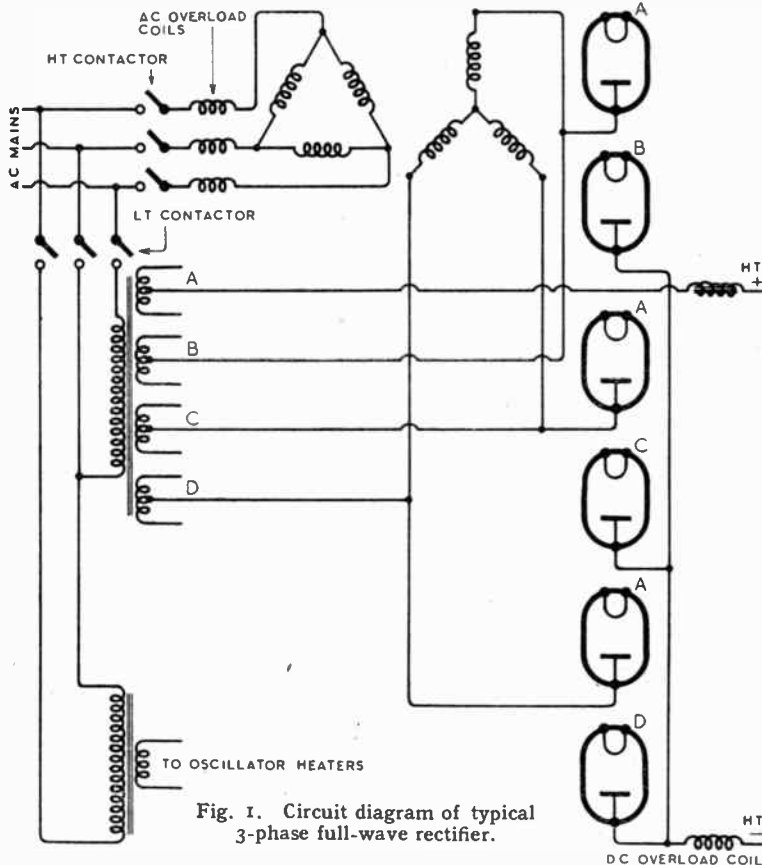 AC OVERLOAD
COILS
HT CONTACTOR
AC MAINS
LT CONTACTOR
A
B
C
D
A
B
A
C
A
D
HT
+
TO OSCILLATOR HEATERS
Fig. 1. Circuit diagram of typical
3-phase full-wave rectifier.
HT
−
DC OVERLOAD COIL